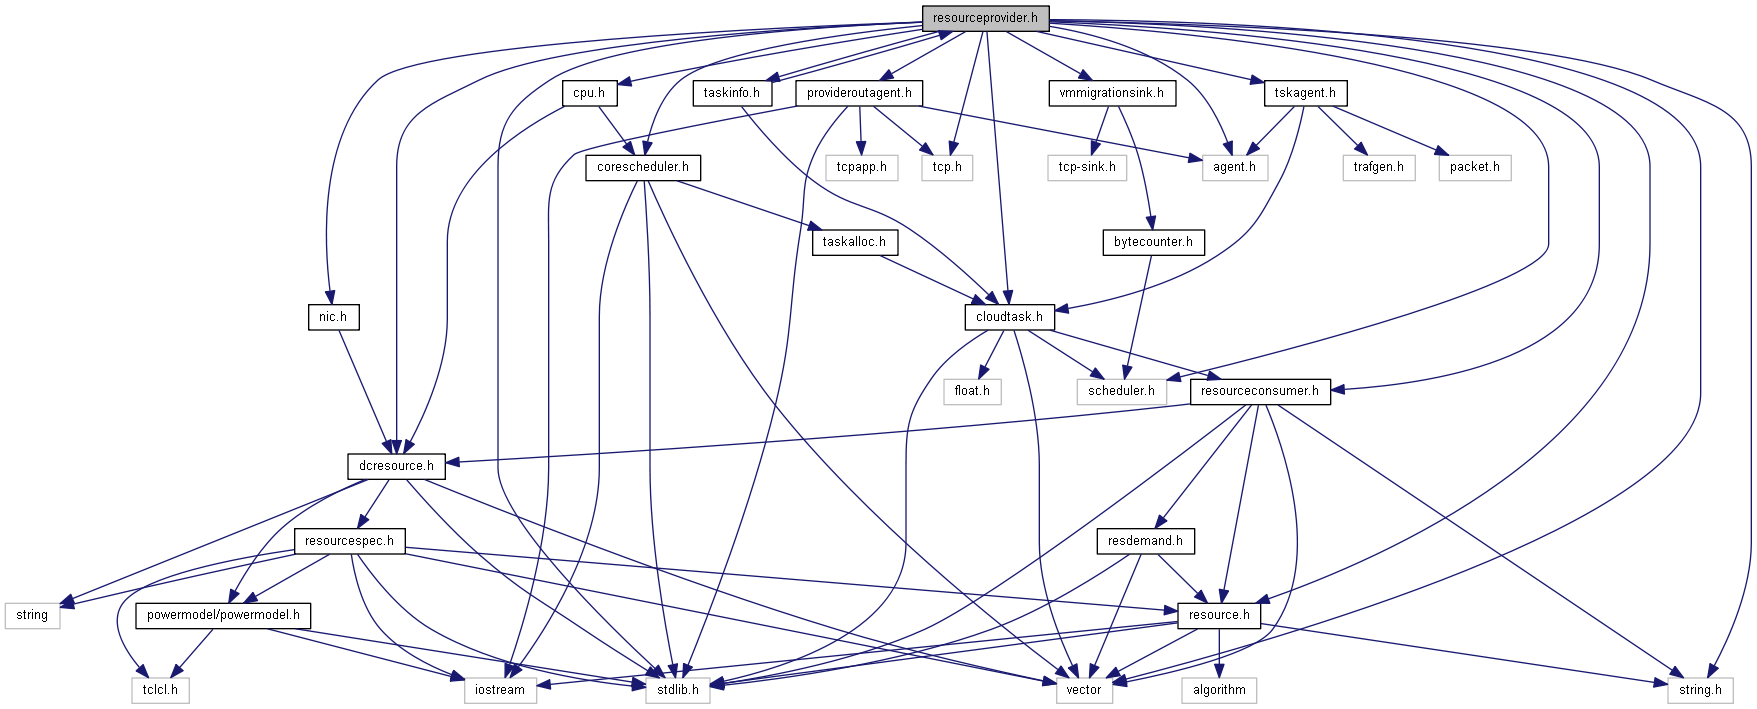 resourceprovider.h
cpu.h
taskinfo.h
provideroutagent.h
vmmigrationsink.h
tskagent.h
corescheduler.h
tcpapp.h
tcp.h
tcp-sink.h
agent.h
trafgen.h
packet.h
taskalloc.h
bytecounter.h
nic.h
cloudtask.h
float.h
scheduler.h
resourceconsumer.h
dcresource.h
resourcespec.h
resdemand.h
string
powermodel/powermodel.h
resource.h
tclcl.h
iostream
stdlib.h
vector
algorithm
string.h